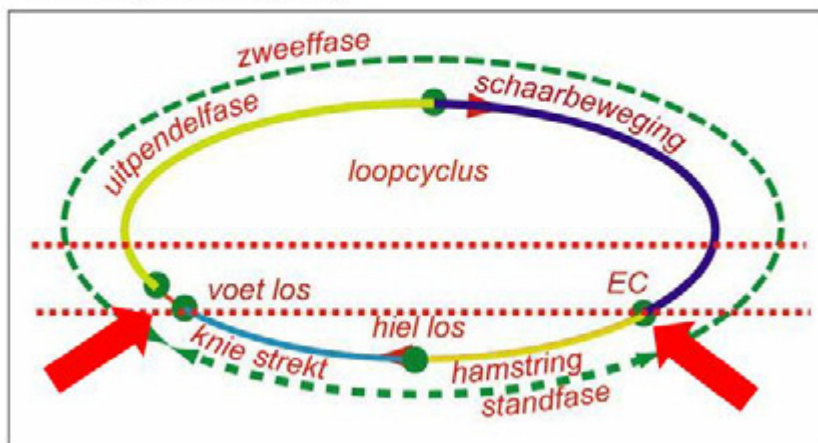 zweeffase
schaarbeweging
uitpendelfase
loopcyclus
EC
voet los
hiel los
knie strekt
hamstring
standfase